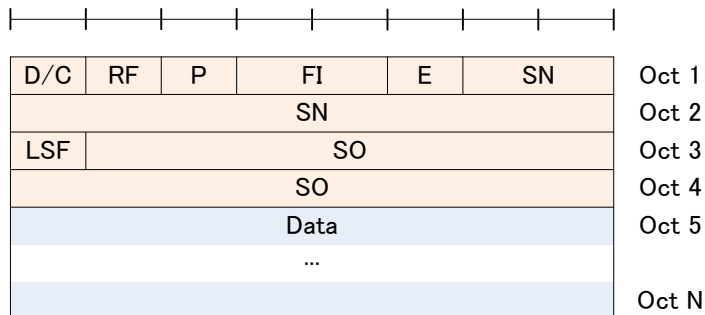 D/C RF P FI E SN Oct 1
SN Oct 2
LSF SO Oct 3
SO Oct 4
Data Oct 5
...
Oct N